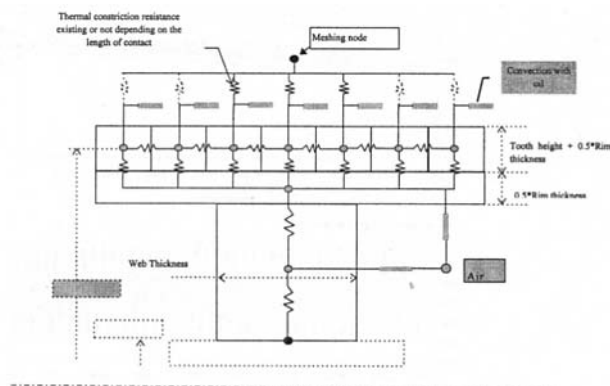 Thermal constriction resistance
existing or not depending on the
length of contact
Meshing node
Convection with
oil
Tooth height + 0.5*Rim
thickness
0.5*Rim thickness
Web Thickness
Air